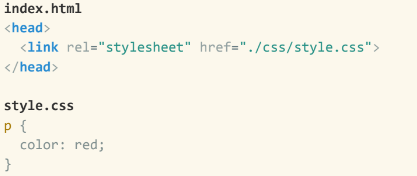 index.html
<head>
  <link rel="stylesheet" href="./css/style.css">
</head>

style.css
p {
  color: red;
}